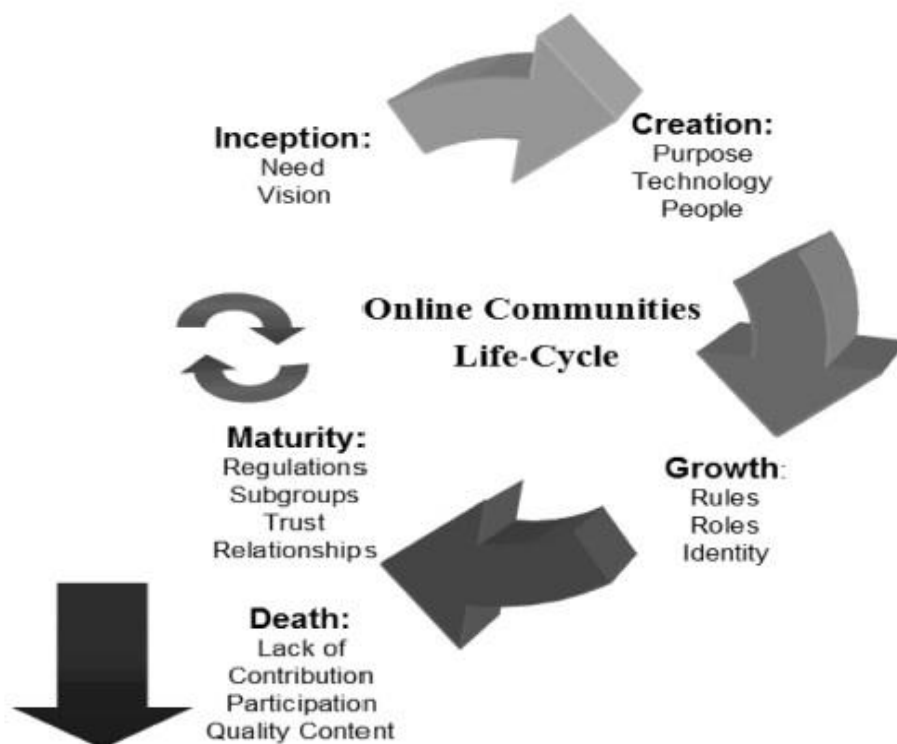 Inception:
Need
Vision
Creation:
Purpose
Technology
People
Online Communities
Life-Cycle
Growth:
Rules
Roles
Identity
Maturity:
Regulations
Subgroups
Trust
Relationships
Death:
Lack of
Contribution
Participation
Quality Content